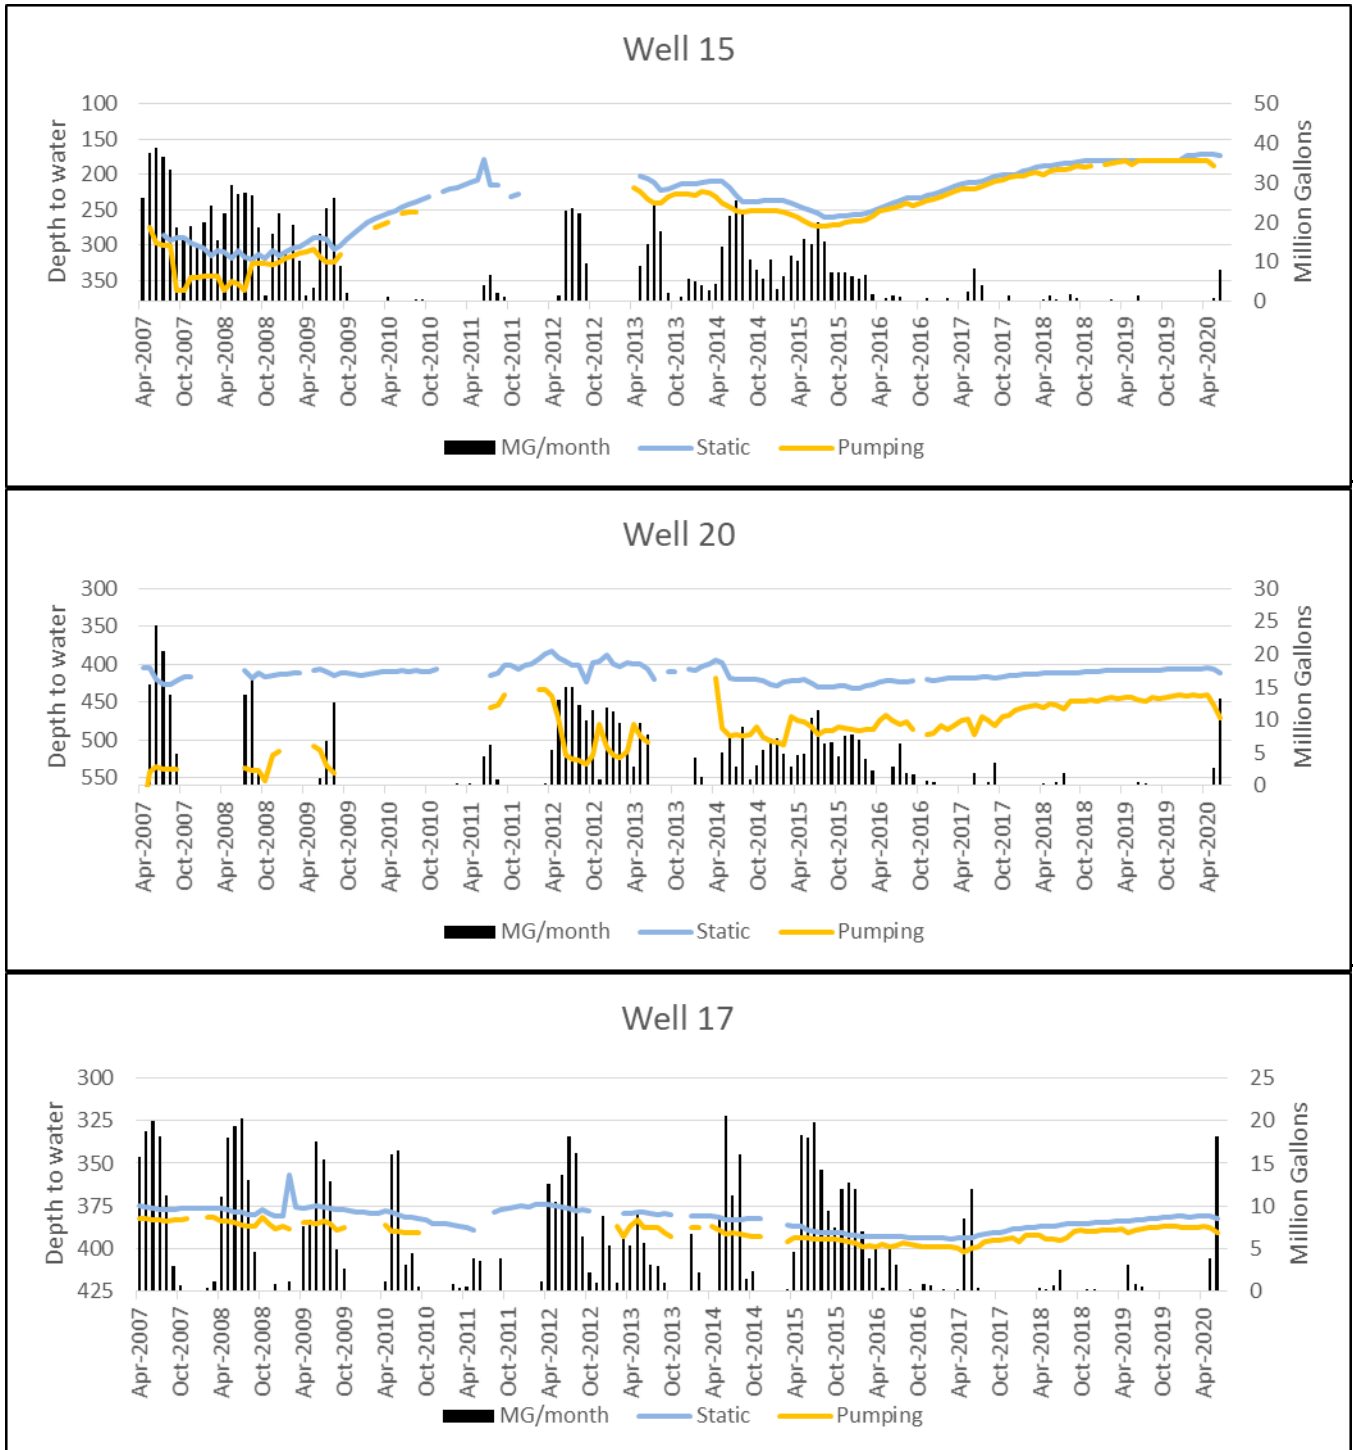 Well 15
Depth to water
100
150
200
250
300
350
50
40
30
20
10
0
Million Gallons
Apr-2007
Oct-2007
Apr-2008
Oct-2008
Apr-2009
Oct-2009
Apr-2010
Oct-2010
Apr-2011
Oct-2011
Apr-2012
Oct-2012
Apr-2013
Oct-2013
Apr-2014
Oct-2014
Apr-2015
Oct-2015
Apr-2016
Oct-2016
Apr-2017
Oct-2017
Apr-2018
Oct-2018
Apr-2019
Oct-2019
Apr-2020
MG/month Static Pumping
Well 20
Depth to water
300
350
400
450
500
550
30
25
20
15
10
5
0
Million Gallons
Apr-2007
Oct-2007
Apr-2008
Oct-2008
Apr-2009
Oct-2009
Apr-2010
Oct-2010
Apr-2011
Oct-2011
Apr-2012
Oct-2012
Apr-2013
Oct-2013
Apr-2014
Oct-2014
Apr-2015
Oct-2015
Apr-2016
Oct-2016
Apr-2017
Oct-2017
Apr-2018
Oct-2018
Apr-2019
Oct-2019
Apr-2020
MG/month Static Pumping
Well 17
Depth to water
300
325
350
375
400
425
25
20
15
10
5
0
Million Gallons
Apr-2007
Oct-2007
Apr-2008
Oct-2008
Apr-2009
Oct-2009
Apr-2010
Oct-2010
Apr-2011
Oct-2011
Apr-2012
Oct-2012
Apr-2013
Oct-2013
Apr-2014
Oct-2014
Apr-2015
Oct-2015
Apr-2016
Oct-2016
Apr-2017
Oct-2017
Apr-2018
Oct-2018
Apr-2019
Oct-2019
Apr-2020
MG/month Static Pumping